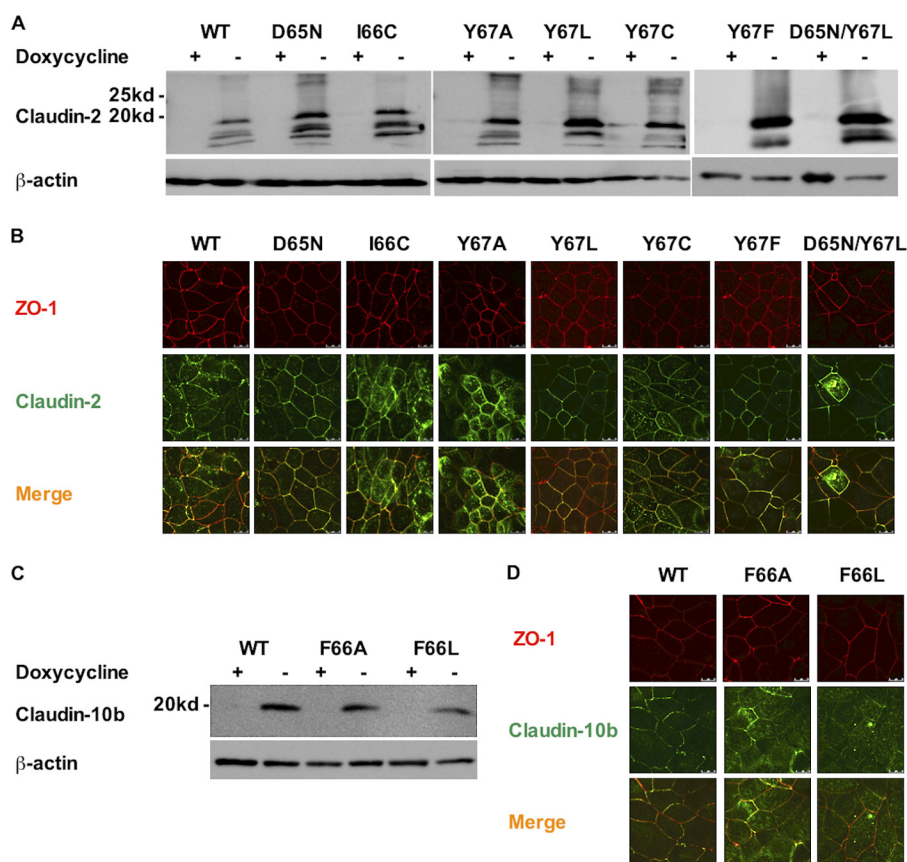 A
WT D65N I66C Y67A Y67L Y67C Y67F D65N/Y67L
Doxycycline + - + - + - + - + - + - + - + -
25kd -
Claudin-2 20kd -
β-actin
B
WT D65N I66C Y67A Y67L Y67C Y67F D65N/Y67L
ZO-1
Claudin-2
Merge
C
WT F66A F66L
Doxycycline + - + - + -
Claudin-10b 20kd -
β-actin
D
WT F66A F66L
ZO-1
Claudin-10b
Merge